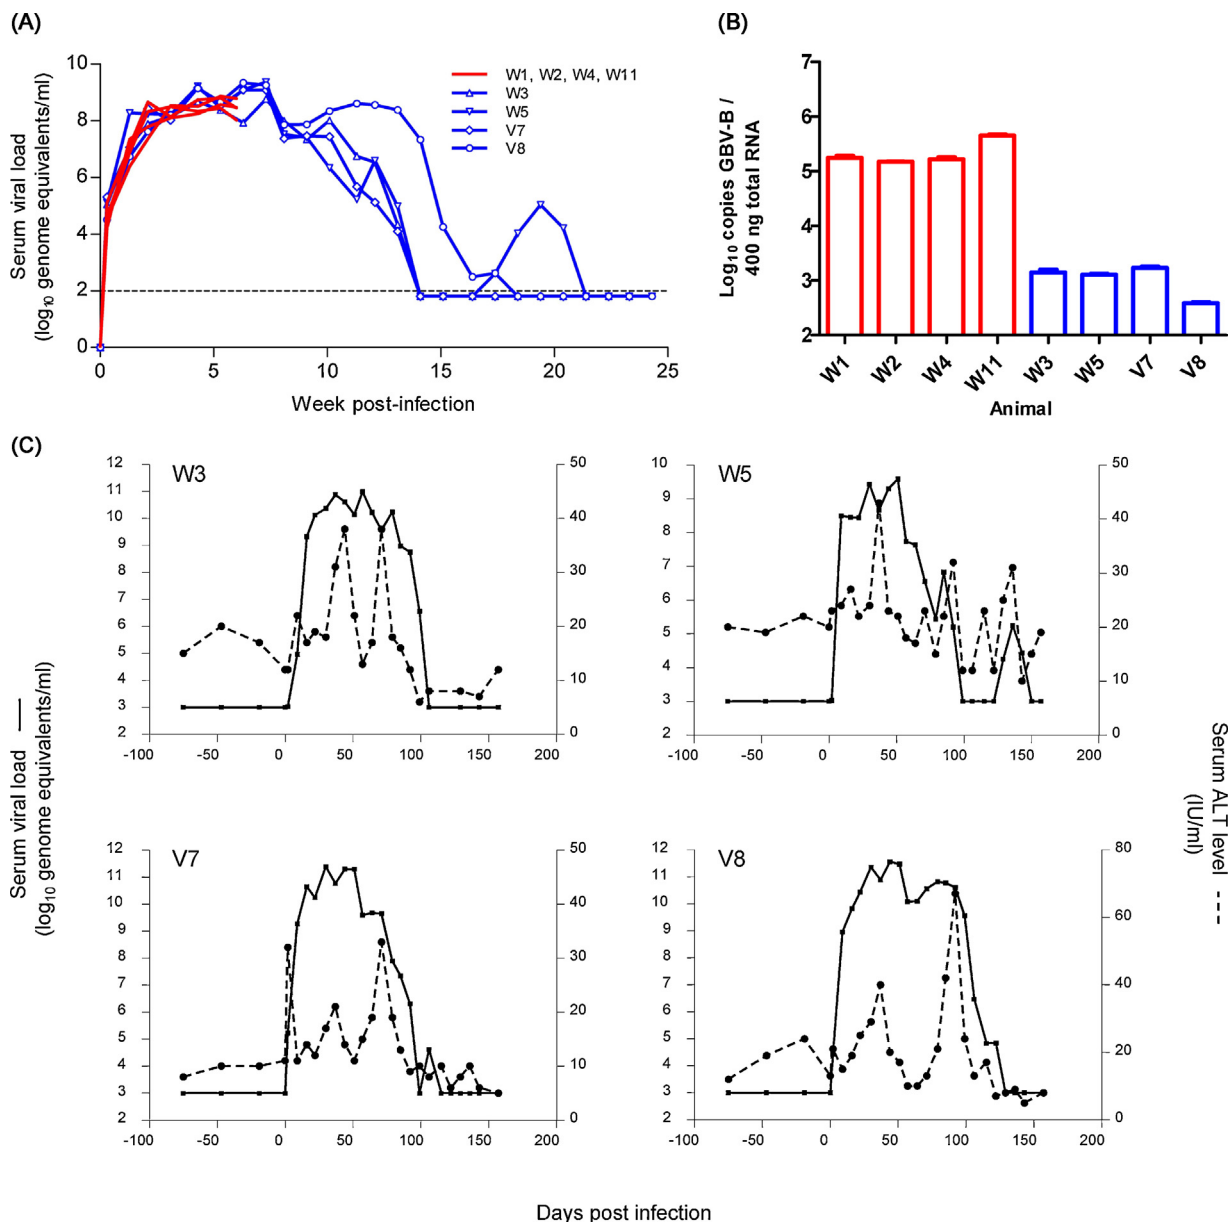 (A)
Serum viral load
(log10 genome equivalents/ml)
10
8
6
4
2
0
0 5 10 15 20 25
Week post-infection
W1, W2, W4, W11
W3
W5
V7
V8
(B)
Log10 copies GBV-B /
400 ng total RNA
7
6
5
4
3
2
W1 W2 W4 W11 W3 W5 V7 V8
Animal
(C)
Serum viral load
(log10 genome equivalents/ml)
W3
12
11
10
9
8
7
6
5
4
3
2
50
40
30
20
10
0
-100 -50 0 50 100 150 200
W5
10
9
8
7
6
5
4
3
2
50
40
30
20
10
0
-100 -50 0 50 100 150 200
V7
12
11
10
9
8
7
6
5
4
3
2
50
40
30
20
10
0
-100 -50 0 50 100 150 200
V8
12
11
10
9
8
7
6
5
4
3
2
80
60
40
20
0
-100 -50 0 50 100 150 200
Serum ALT level
(IU/ml)
Days post infection